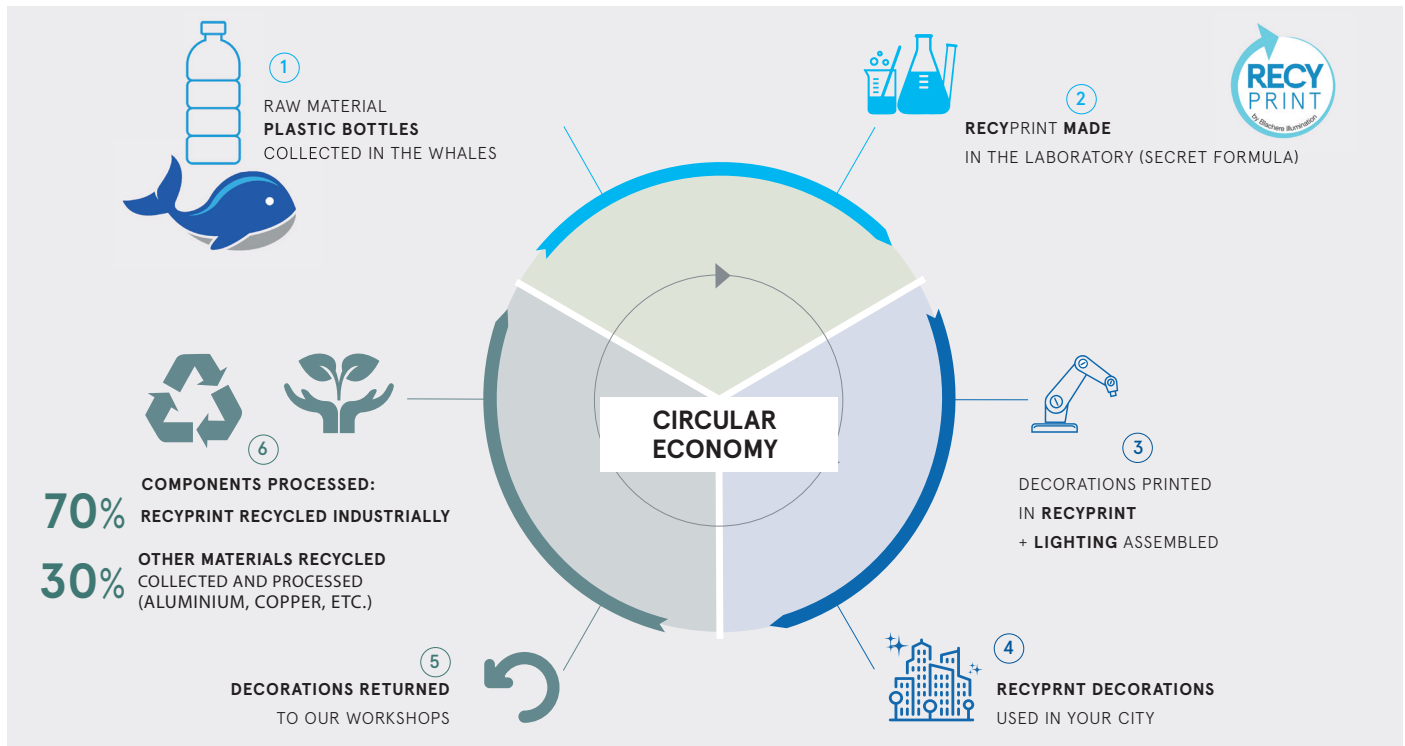 1
RAW MATERIAL
PLASTIC BOTTLES
COLLECTED IN THE WHALES
2
RECYPRINT MADE
IN THE LABORATORY (SECRET FORMULA)
RECY
PRINT
by Blachere Illumination
CIRCULAR
ECONOMY
3
DECORATIONS PRINTED
IN RECYPRINT
+ LIGHTING ASSEMBLED
4
RECYPRNT DECORATIONS
USED IN YOUR CITY
5
DECORATIONS RETURNED
TO OUR WORKSHOPS
6
COMPONENTS PROCESSED:
70% RECYPRINT RECYCLED INDUSTRIALLY
30% OTHER MATERIALS RECYCLED
COLLECTED AND PROCESSED
(ALUMINIUM, COPPER, ETC.)